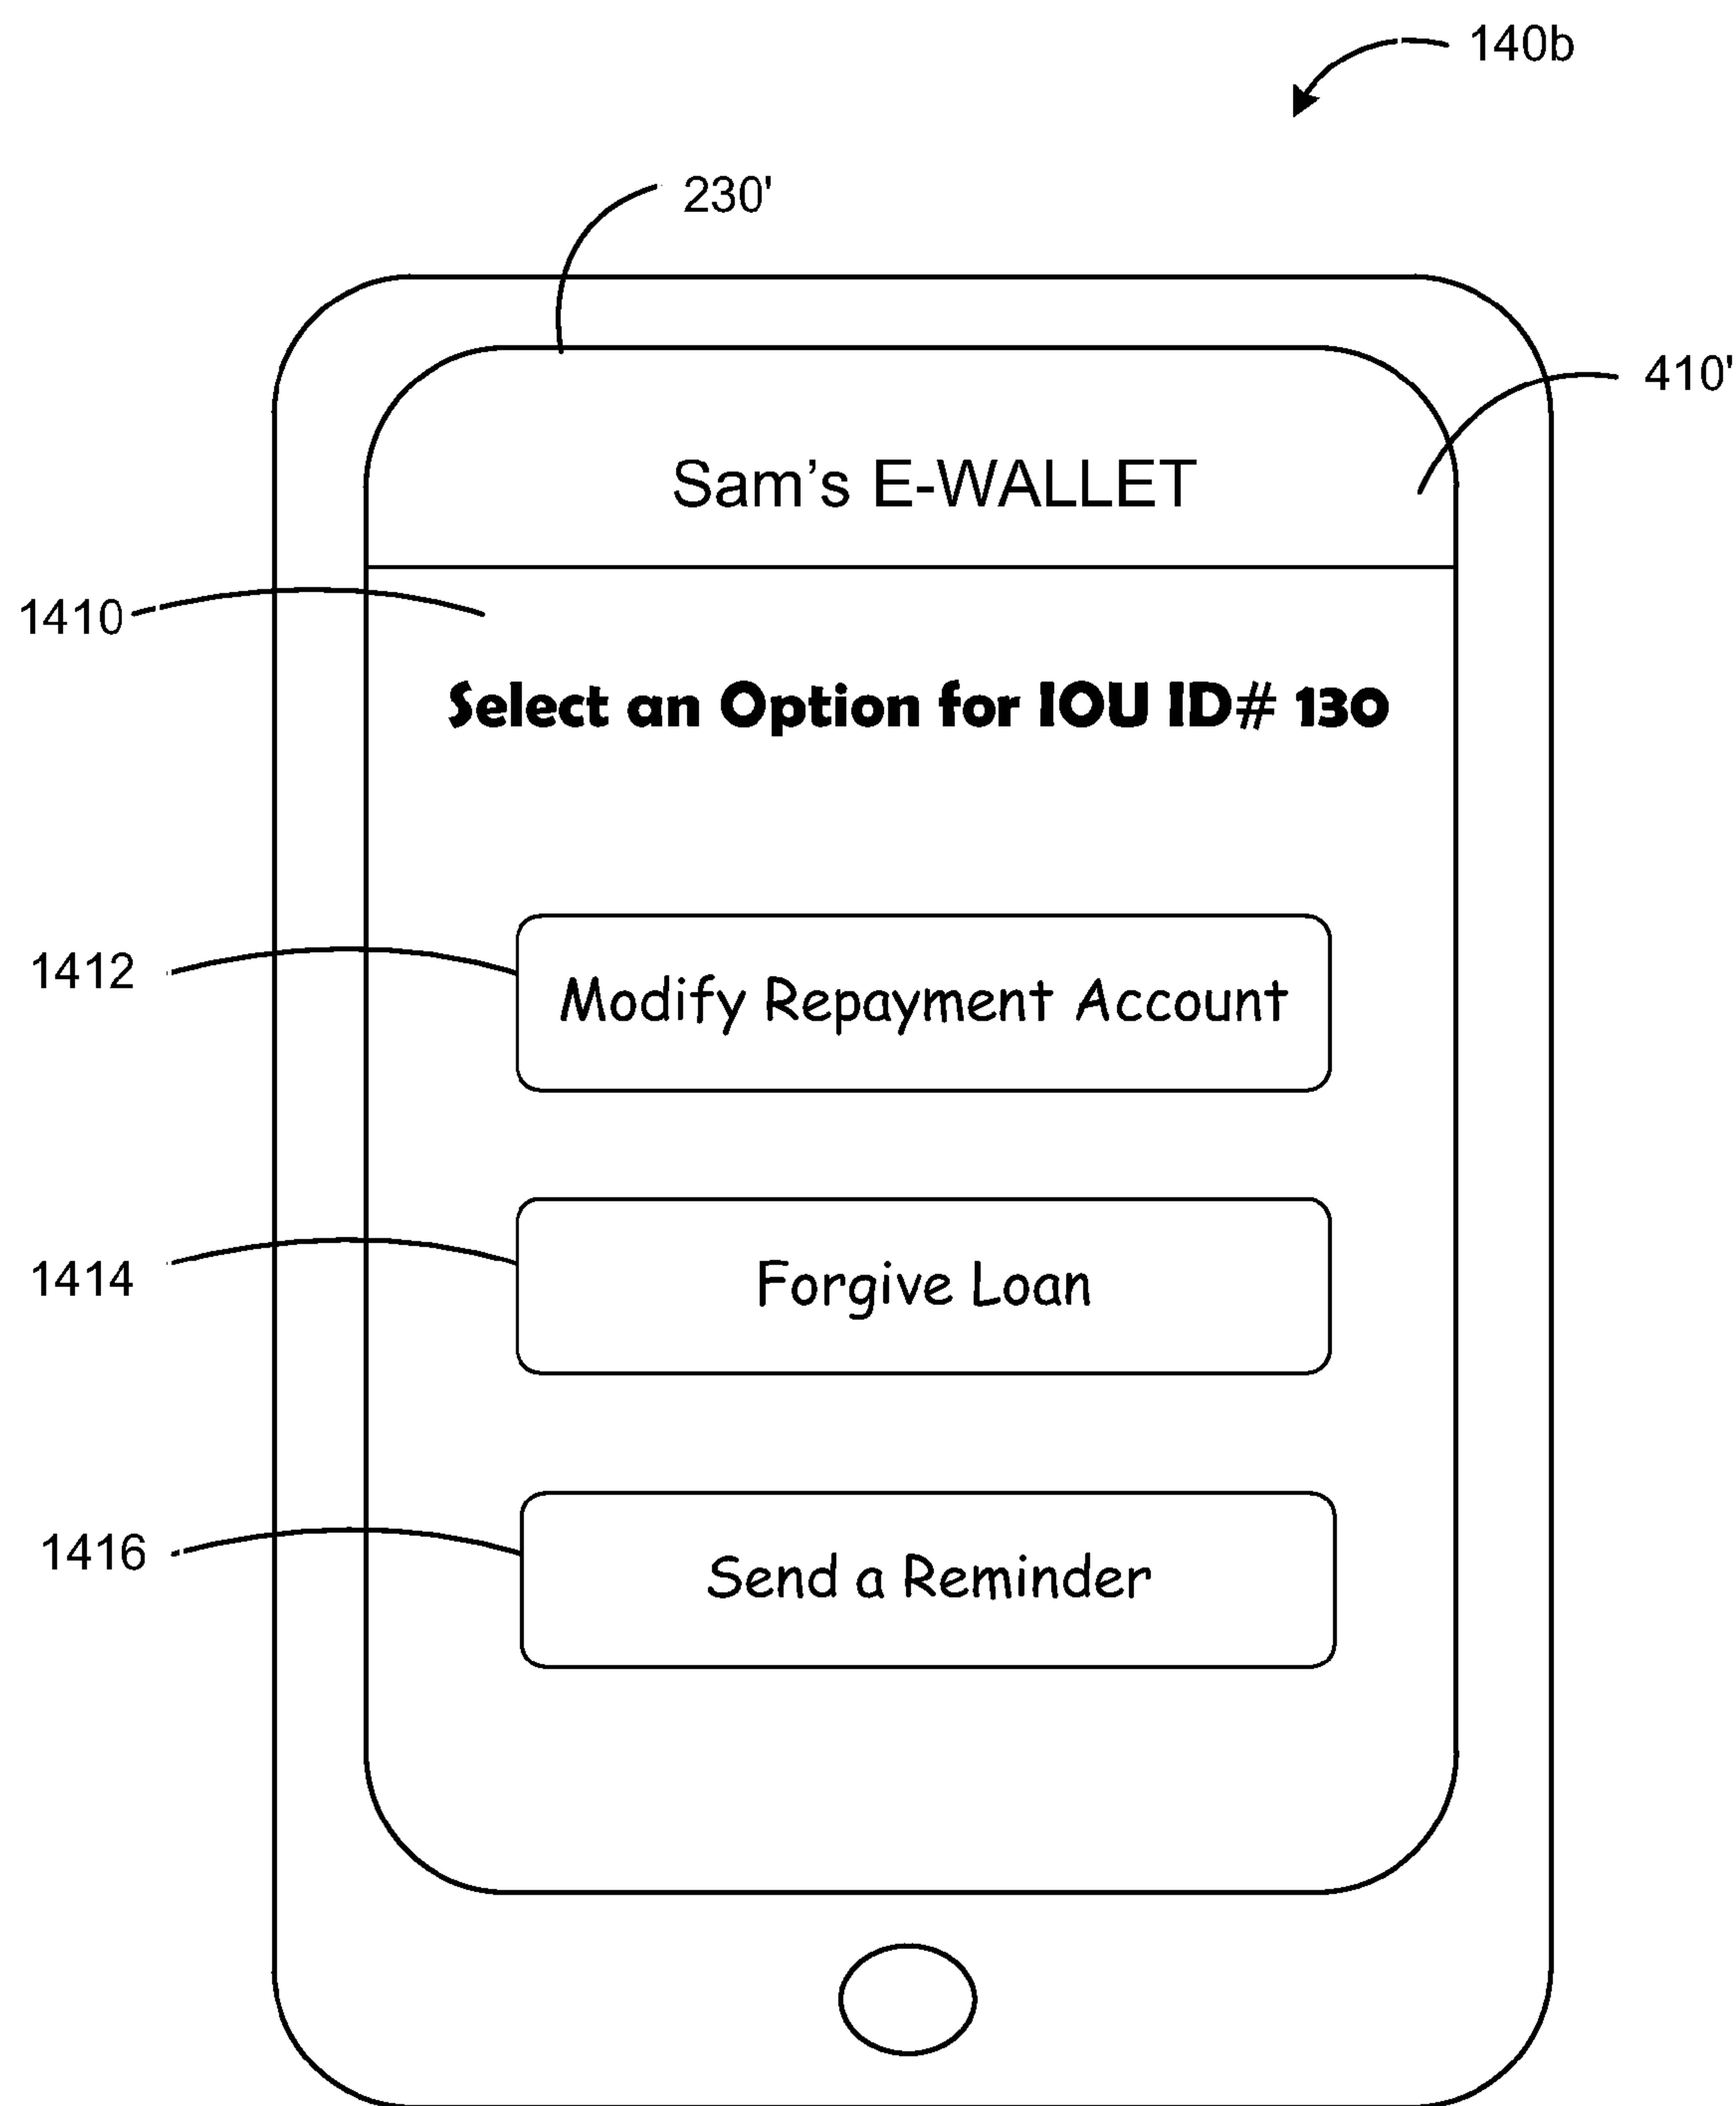 140b
230'
410'
Sam's E-WALLET
1410
Select an Option for IOU ID# 130
1412
Modify Repayment Account
1414
Forgive Loan
1416
Send a Reminder